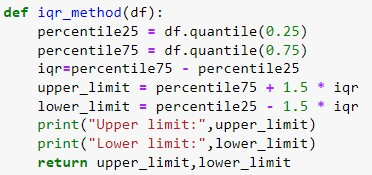 def iqr_method(df):
    percentile25 = df.quantile(0.25)
    percentile75 = df.quantile(0.75)
    iqr=percentile75 - percentile25
    upper_limit = percentile75 + 1.5 * iqr
    lower_limit = percentile25 - 1.5 * iqr
    print("Upper limit:",upper_limit)
    print("Lower limit:",lower_limit)
    return upper_limit,lower_limit